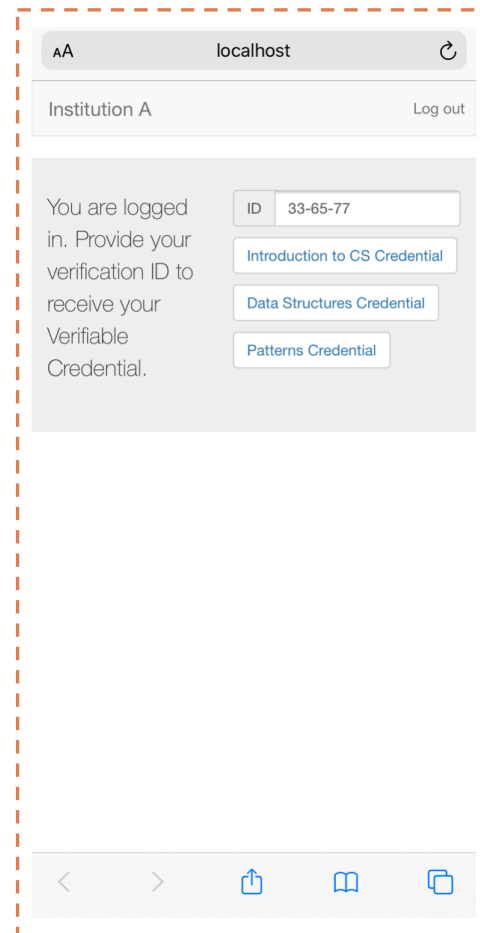 AA localhost
Institution A Log out
You are logged
in. Provide your
verification ID to
receive your
Verifiable
Credential.
ID 33-65-77
Introduction to CS Credential
Data Structures Credential
Patterns Credential